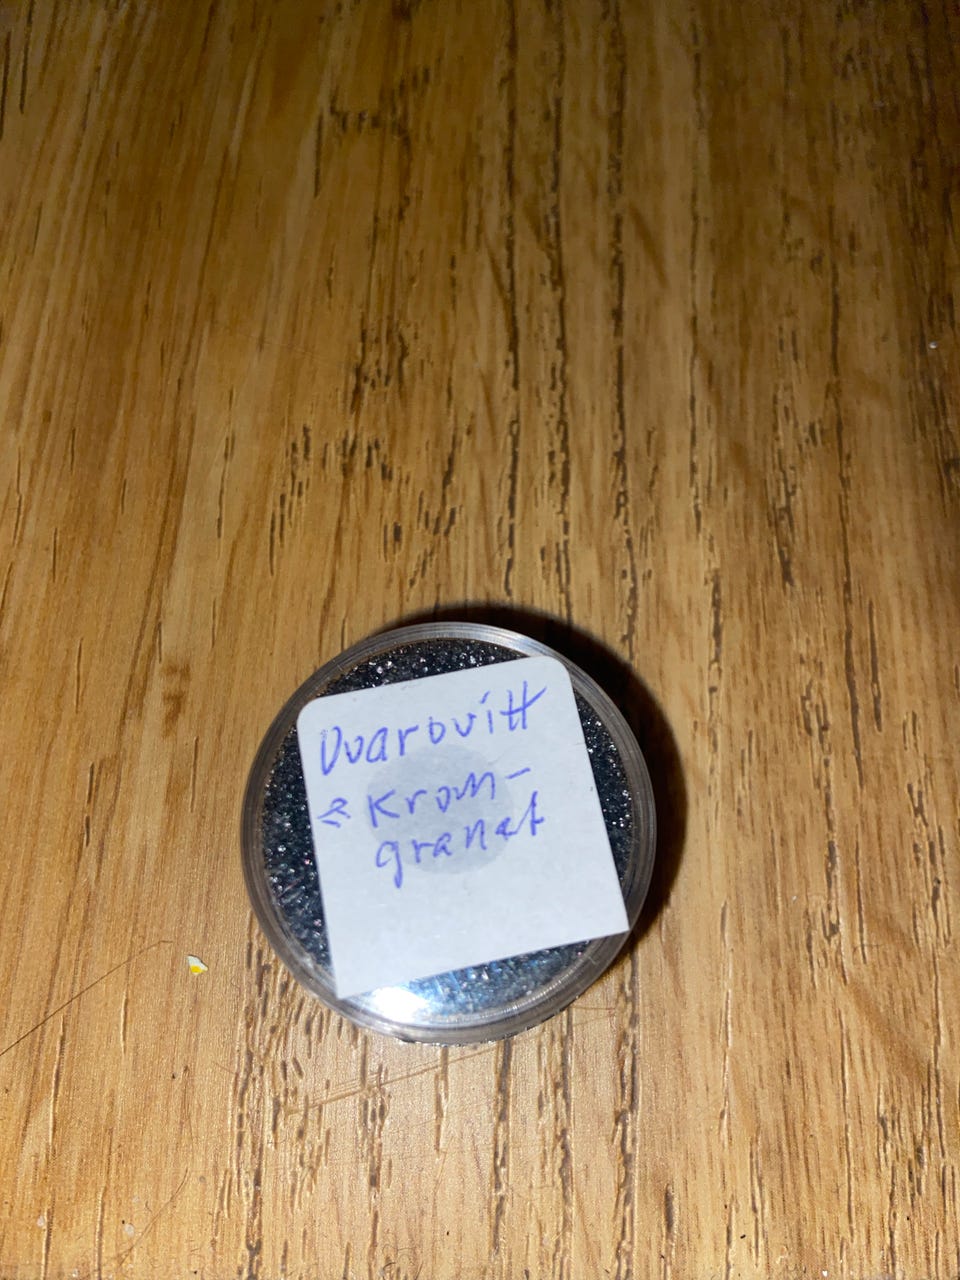 Uvarovitt
= Krom-
granat